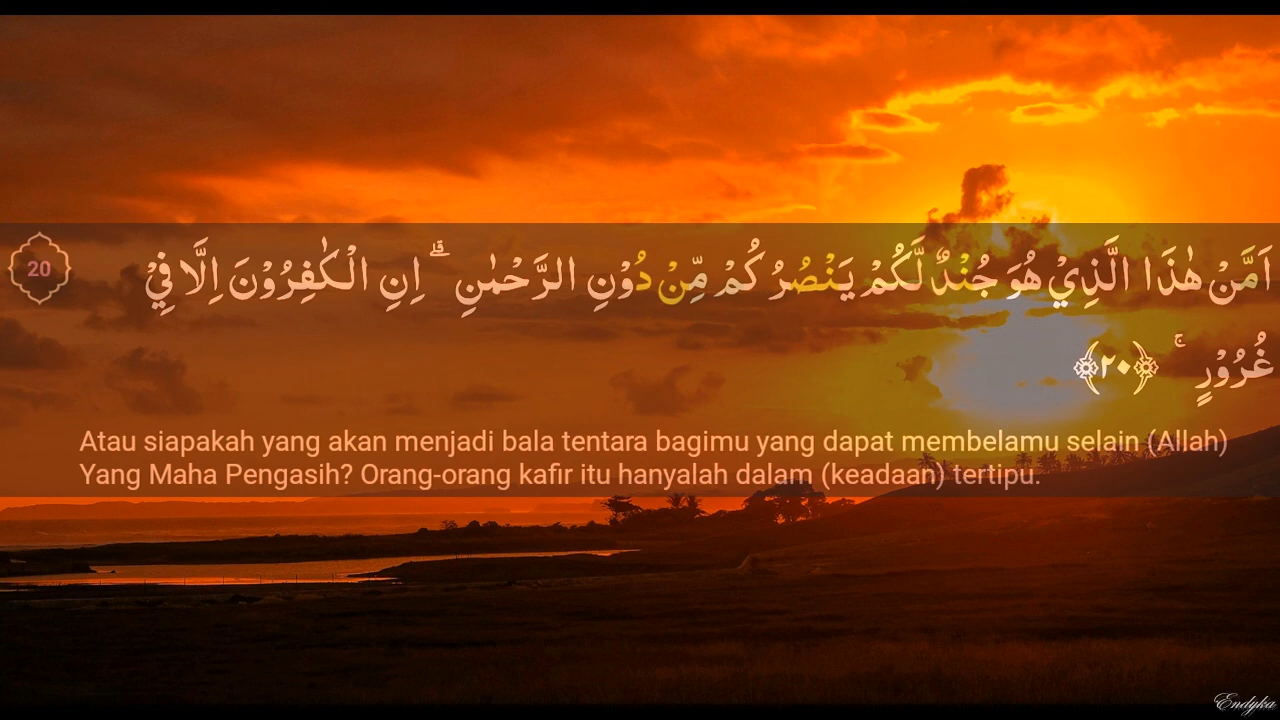 20
اَمَّنْ هٰذَا الَّذِيْ هُوَ جُنْدٌ لَّكُمْ يَنْصُرُكُمْ مِّنْ دُوْنِ الرَّحْمٰنِ ۗ اِنِ الْكٰفِرُوْنَ اِلَّا فِيْ
غُرُوْرٍ ۚ ﴿٢٠﴾
Atau siapakah yang akan menjadi bala tentara bagimu yang dapat membelamu selain (Allah)
Yang Maha Pengasih? Orang-orang kafir itu hanyalah dalam (keadaan) tertipu.
Endyka